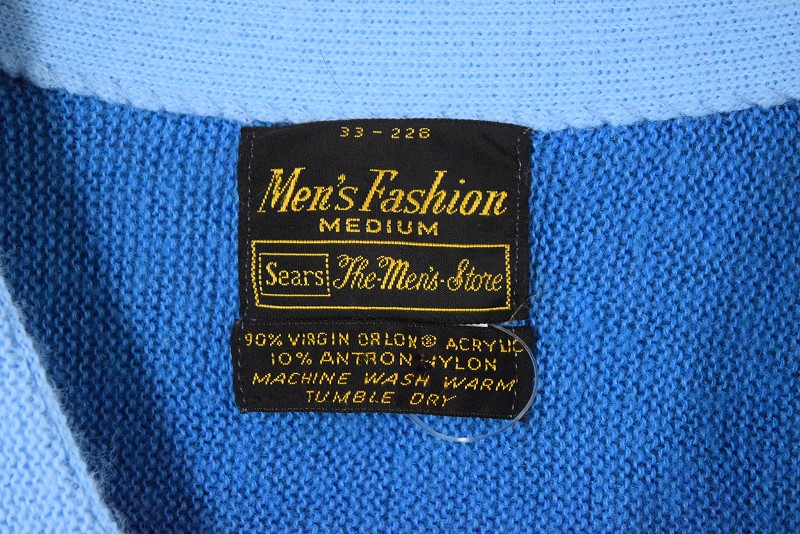 33-226
Men's Fashion
MEDIUM
Sears The-Men's-Store
90% VIRGIN ORLON® ACRYLIC
10% ANTRON NYLON
MACHINE WASH WARM
TUMBLE DRY